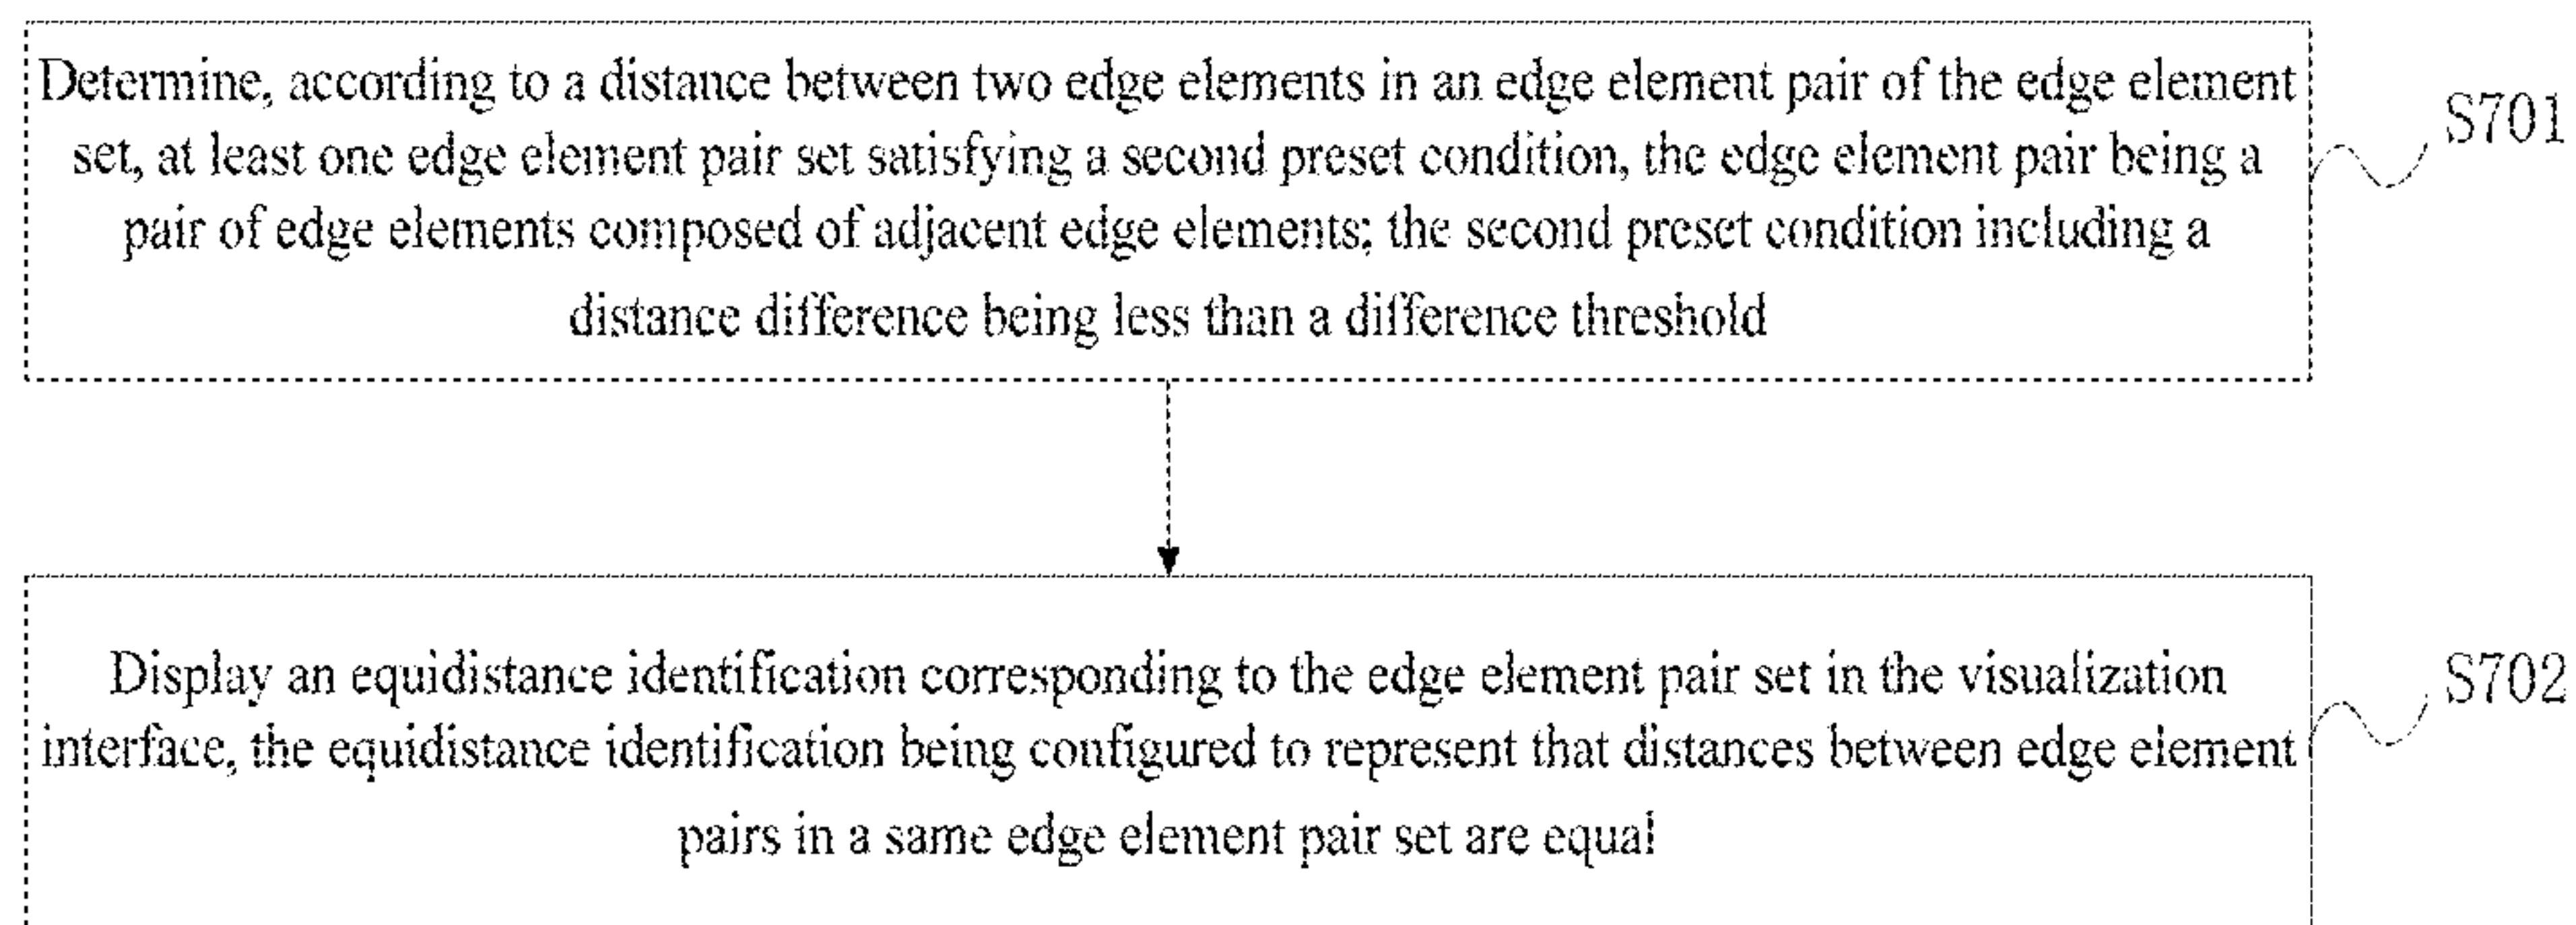 Determine, according to a distance between two edge elements in an edge element pair of the edge element
set, at least one edge element pair set satisfying a second preset condition, the edge element pair being a
pair of edge elements composed of adjacent edge elements; the second preset condition including a
distance difference being less than a difference threshold
S701
Display an equidistance identification corresponding to the edge element pair set in the visualization
interface, the equidistance identification being configured to represent that distances between edge element
pairs in a same edge element pair set are equal
S702